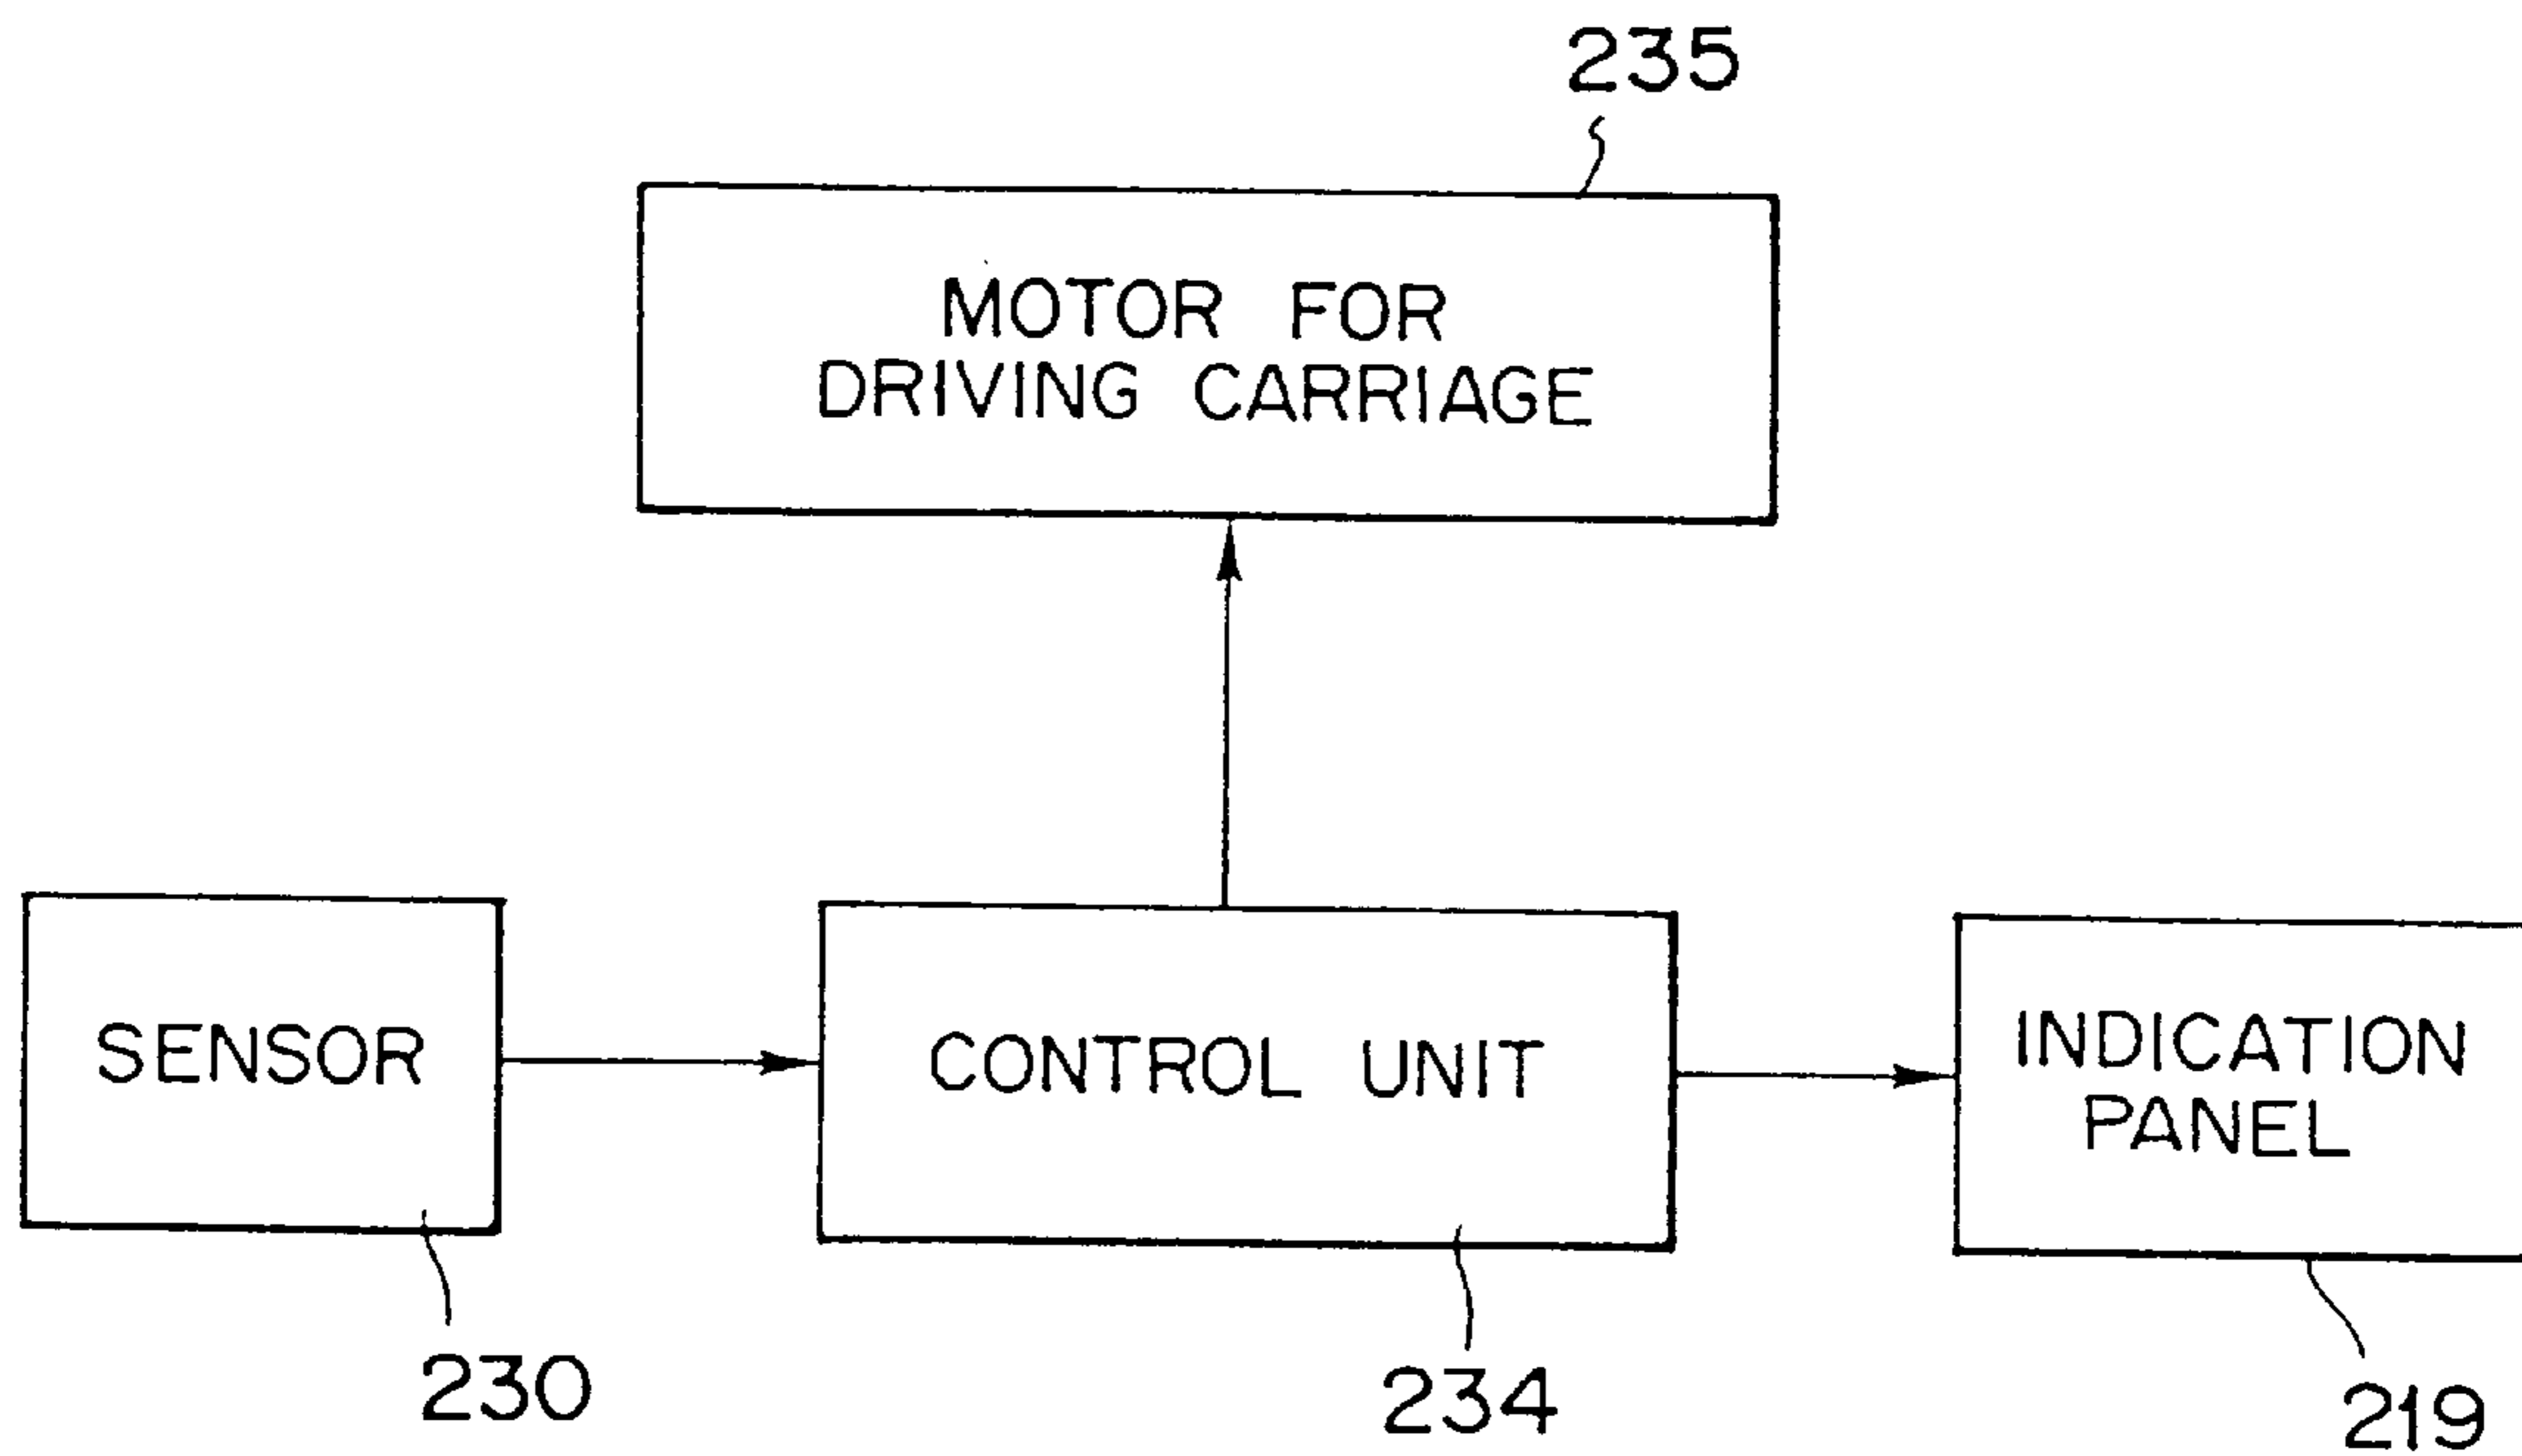 235
MOTOR FOR
DRIVING CARRIAGE
SENSOR
CONTROL UNIT
INDICATION
PANEL
230
234
219